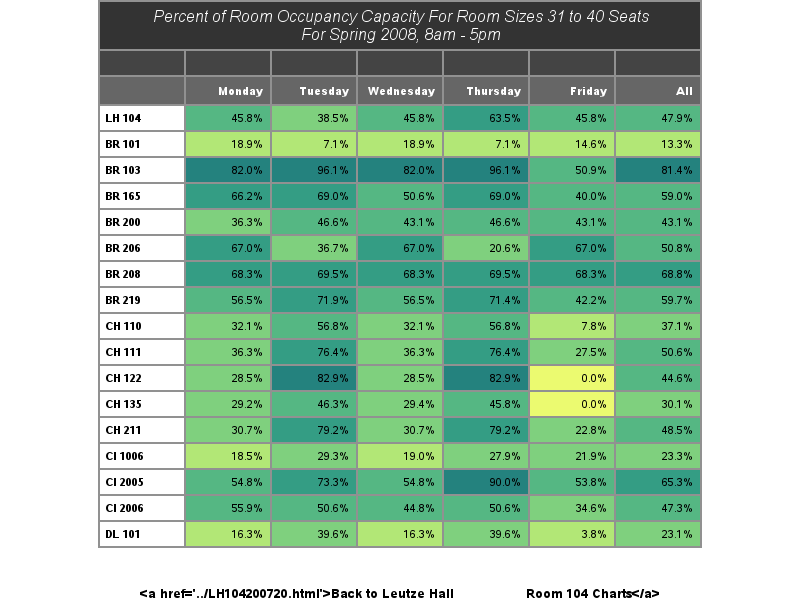 Percent of Room Occupancy Capacity For Room Sizes 31 to 40 Seats
For Spring 2008, 8am - 5pm
Monday Tuesday Wednesday Thursday Friday All
LH 104 45.8% 38.5% 45.8% 63.5% 45.8% 47.9%
BR 101 18.9% 7.1% 18.9% 7.1% 14.6% 13.3%
BR 103 82.0% 96.1% 82.0% 96.1% 50.9% 81.4%
BR 165 66.2% 69.0% 50.6% 69.0% 40.0% 59.0%
BR 200 36.3% 46.6% 43.1% 46.6% 43.1% 43.1%
BR 206 67.0% 36.7% 67.0% 20.6% 67.0% 50.8%
BR 208 68.3% 69.5% 68.3% 69.5% 68.3% 68.8%
BR 219 56.5% 71.9% 56.5% 71.4% 42.2% 59.7%
CH 110 32.1% 56.8% 32.1% 56.8% 7.8% 37.1%
CH 111 36.3% 76.4% 36.3% 76.4% 27.5% 50.6%
CH 122 28.5% 82.9% 28.5% 82.9% 0.0% 44.6%
CH 135 29.2% 46.3% 29.4% 45.8% 0.0% 30.1%
CH 211 30.7% 79.2% 30.7% 79.2% 22.8% 48.5%
CI 1006 18.5% 29.3% 19.0% 27.9% 21.9% 23.3%
CI 2005 54.8% 73.3% 54.8% 90.0% 53.8% 65.3%
CI 2006 55.9% 50.6% 44.8% 50.6% 34.6% 47.3%
DL 101 16.3% 39.6% 16.3% 39.6% 3.8% 23.1%
<a href='../LH104200720.html'>Back to Leutze Hall Room 104 Charts</a>